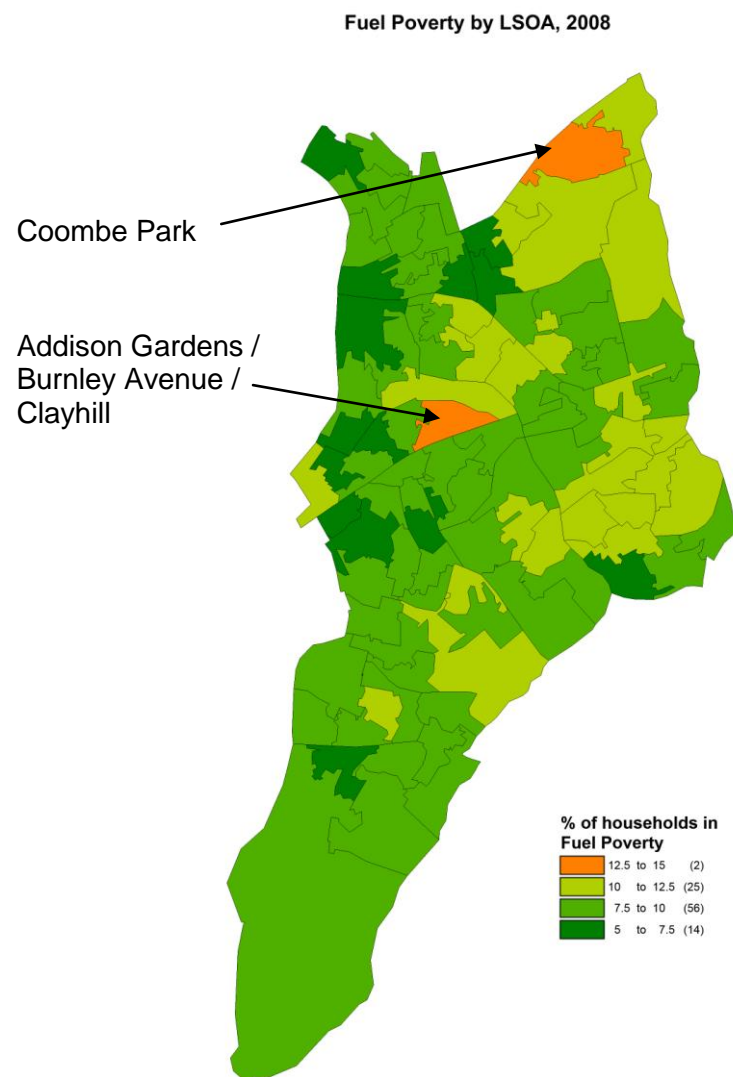 Fuel Poverty by LSOA, 2008
Coombe Park
Addison Gardens /
Burnley Avenue /
Clayhill
% of households in
Fuel Poverty
12.5 to 15 (2)
10 to 12.5 (25)
7.5 to 10 (56)
5 to 7.5 (14)